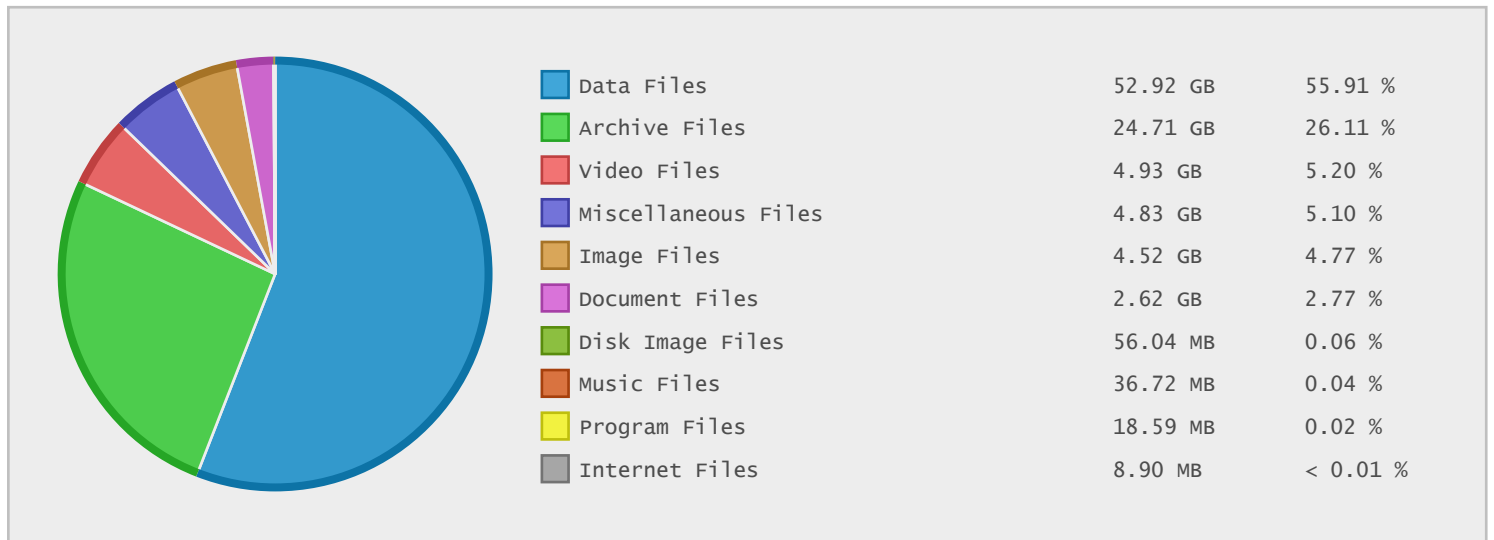 Data Files 52.92 GB 55.91 %
Archive Files 24.71 GB 26.11 %
Video Files 4.93 GB 5.20 %
Miscellaneous Files 4.83 GB 5.10 %
Image Files 4.52 GB 4.77 %
Document Files 2.62 GB 2.77 %
Disk Image Files 56.04 MB 0.06 %
Music Files 36.72 MB 0.04 %
Program Files 18.59 MB 0.02 %
Internet Files 8.90 MB < 0.01 %